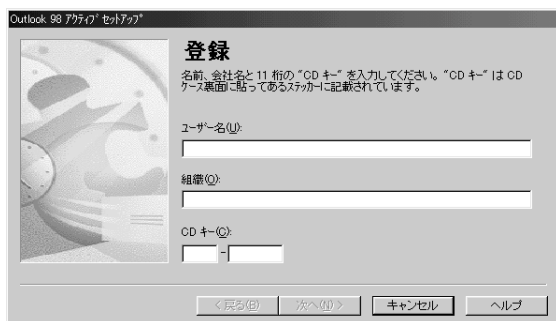 Outlook 98 ｱｸﾃｨﾌﾞ ｾｯﾄｱｯﾌﾟ
登録
名前、会社名と 11 桁の "CD キー" を入力してください。"CD キー" は CD
ケース裏面に貼ってあるステッカーに記載されています。
ユーザー名(U):
組織(O):
CD キー(C):
-
< 戻る(B)
次へ(N) >
キャンセル
ヘルプ